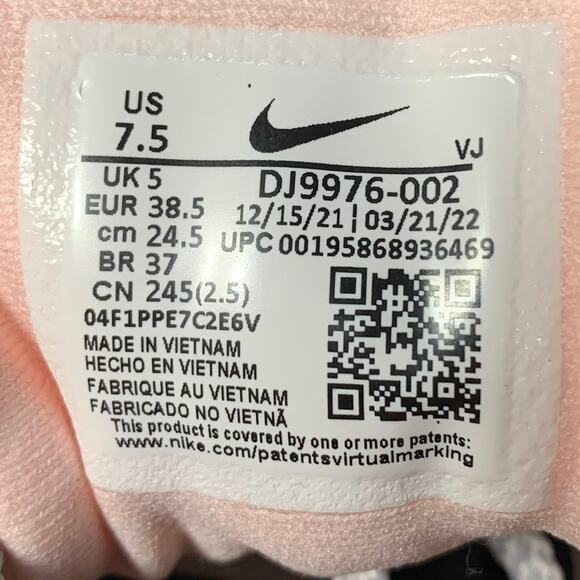 US
7.5
VJ
UK 5
DJ9976-002
EUR 38.5
12/15/21 | 03/21/22
cm 24.5
UPC 00195868936469
BR 37
CN 245(2.5)
04F1PPE7C2E6V
MADE IN VIETNAM
HECHO EN VIETNAM
FABRIQUE AU VIETNAM
FABRICADO NO VIETNÃ
This product is covered by one or more patents:
www.nike.com/patentsvirtualmarking